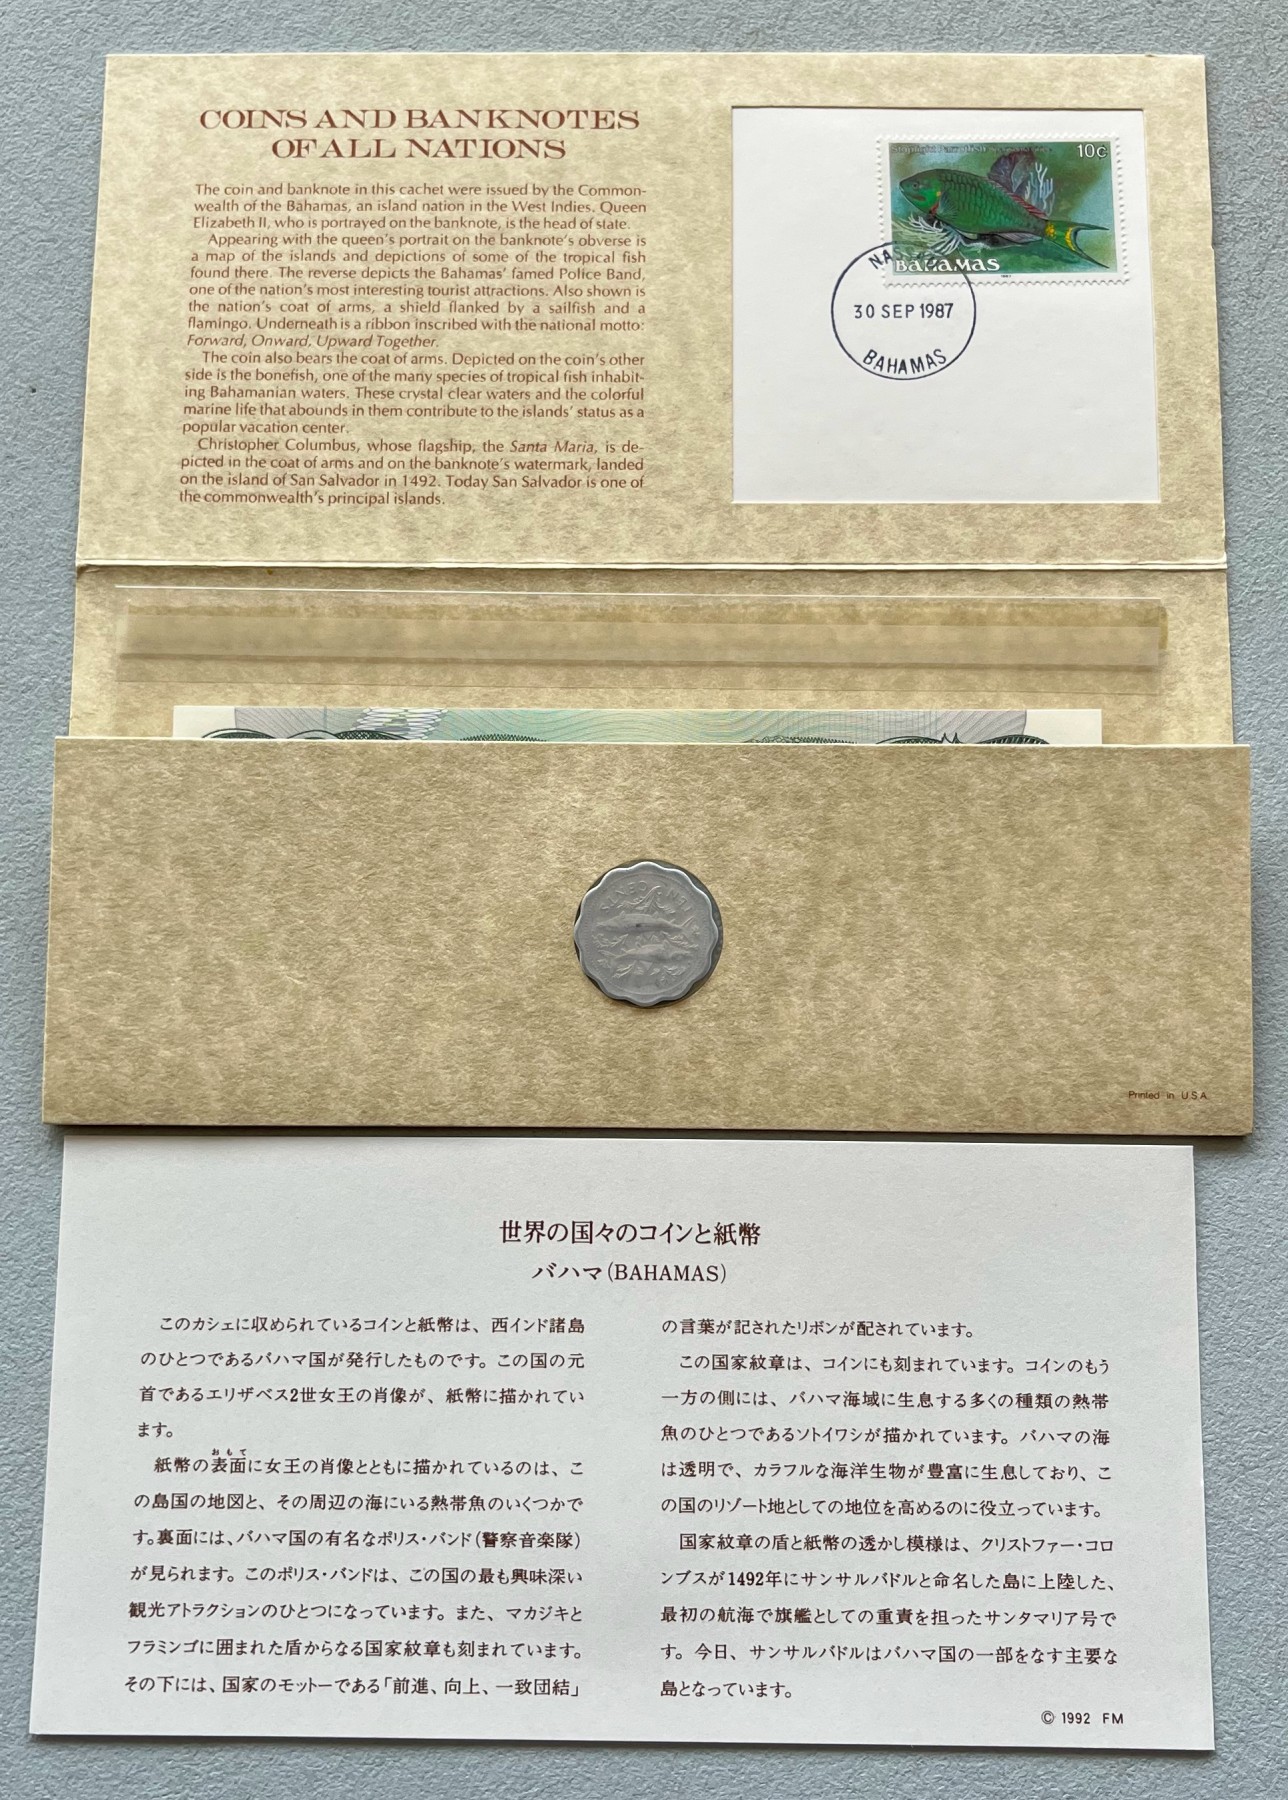 COINS AND BANKNOTES
OF ALL NATIONS
The coin and banknote in this cachet were issued by the Common-
wealth of the Bahamas, an island nation in the West Indies. Queen
Elizabeth II, who is portrayed on the banknote, is the head of state.
Appearing with the queen's portrait on the banknote's obverse is
a map of the islands and depictions of some of the tropical fish
found there. The reverse depicts the Bahamas' famed Police Band,
one of the nation's most interesting tourist attractions. Also shown is
the nation's coat of arms, a shield flanked by a sailfish and a
flamingo. Underneath is a ribbon inscribed with the national motto:
Forward, Onward, Upward Together.
The coin also bears the coat of arms. Depicted on the coin's other
side is the bonefish, one of the many species of tropical fish inhabit-
ing Bahamanian waters. These crystal clear waters and the colorful
marine life that abounds in them contribute to the islands' status as a
popular vacation center.
Christopher Columbus, whose flagship, the Santa Maria, is de-
picted in the coat of arms and on the banknote's watermark, landed
on the island of San Salvador in 1492. Today San Salvador is one of
the commonwealth's principal islands.
10c
BAHAMAS
30 SEP 1987
BAHAMAS
TEN CENTS
Printed in U.S.A.
世界の国々のコインと紙幣
バハマ(BAHAMAS)
このカシェに収められているコインと紙幣は、西インド諸島
のひとつであるバハマ国が発行したものです。この国の元
首であるエリザベス2世女王の肖像が、紙幣に描かれてい
ます。
おもて
紙幣の表面に女王の肖像とともに描かれているのは、こ
の島国の地図と、その周辺の海にいる熱帯魚のいくつかで
す。裏面には、バハマ国の有名なポリス・バンド(警察音楽隊)
が見られます。このポリス・バンドは、この国の最も興味深い
観光アトラクションのひとつになっています。また、マカジキと
フラミンゴに囲まれた盾からなる国家紋章も刻まれています。
その下には、国家のモットーである「前進、向上、一致団結」
の言葉が記されたリボンが配されています。
この国家紋章は、コインにも刻まれています。コインのもう
一方の側には、バハマ海域に生息する多くの種類の熱帯
魚のひとつであるソトイワシが描かれています。バハマの海
は透明で、カラフルな海洋生物が豊富に生息しており、こ
の国のリゾート地としての地位を高めるのに役立っています。
国家紋章の盾と紙幣の透かし模様は、クリストファー・コロ
ンブスが1492年にサンサルバドルと命名した島に上陸した、
最初の航海で旗艦としての重責を担ったサンタマリア号で
す。今日、サンサルバドルはバハマ国の一部をなす主要な
島となっています。
© 1992 FM